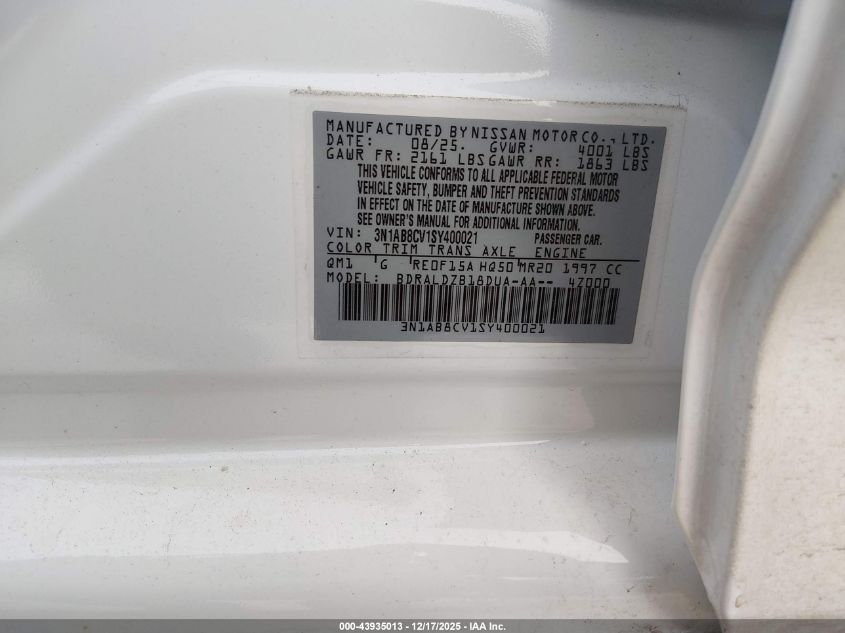 MANUFACTURED BY NISSAN MOTOR CO., LTD.
DATE: 08/25. GVWR: 4001 LBS
GAWR FR: 2161 LBS GAWR RR: 1863 LBS
THIS VEHICLE CONFORMS TO ALL APPLICABLE FEDERAL MOTOR
VEHICLE SAFETY, BUMPER AND THEFT PREVENTION STANDARDS
IN EFFECT ON THE DATE OF MANUFACTURE SHOWN ABOVE.
SEE OWNER'S MANUAL FOR ADDITIONAL INFORMATION.
VIN: 3N1AB8CV1SY400021 PASSENGER CAR.
COLOR TRIM TRANS AXLE ENGINE
QM1 G RE0F15A HQ50 MR20 1997 CC
MODEL: BDRALDZB18DUA-AA-- 4Z000
3N1AB8CV1SY400021
000-43935013 - 12/17/2025 - IAA Inc.